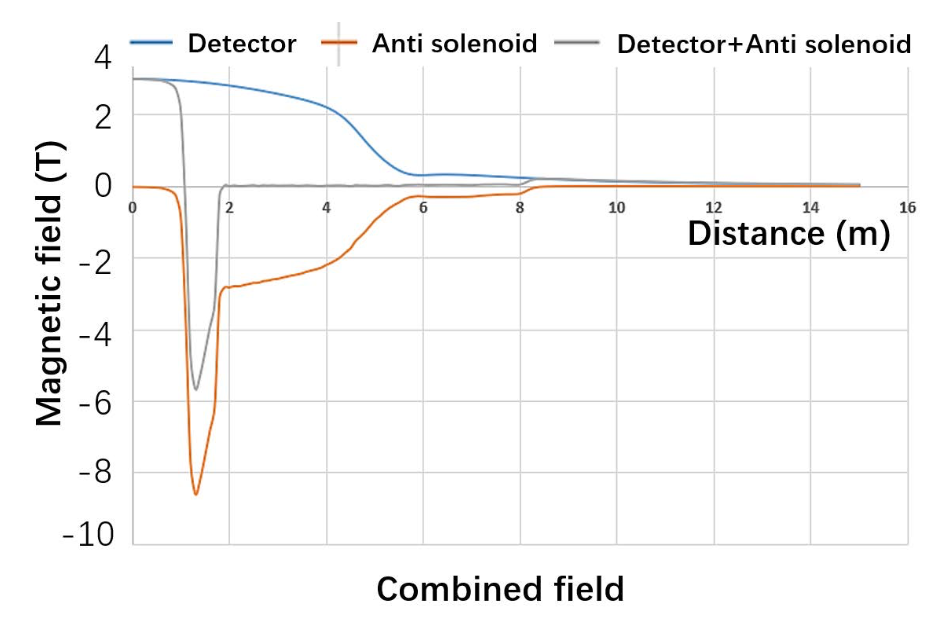 Detector Anti solenoid Detector+Anti solenoid
4
2
0
-2
-4
-6
-8
-10
Magnetic field (T)
0 2 4 6 8 10 12 14 16
Distance (m)
Combined field